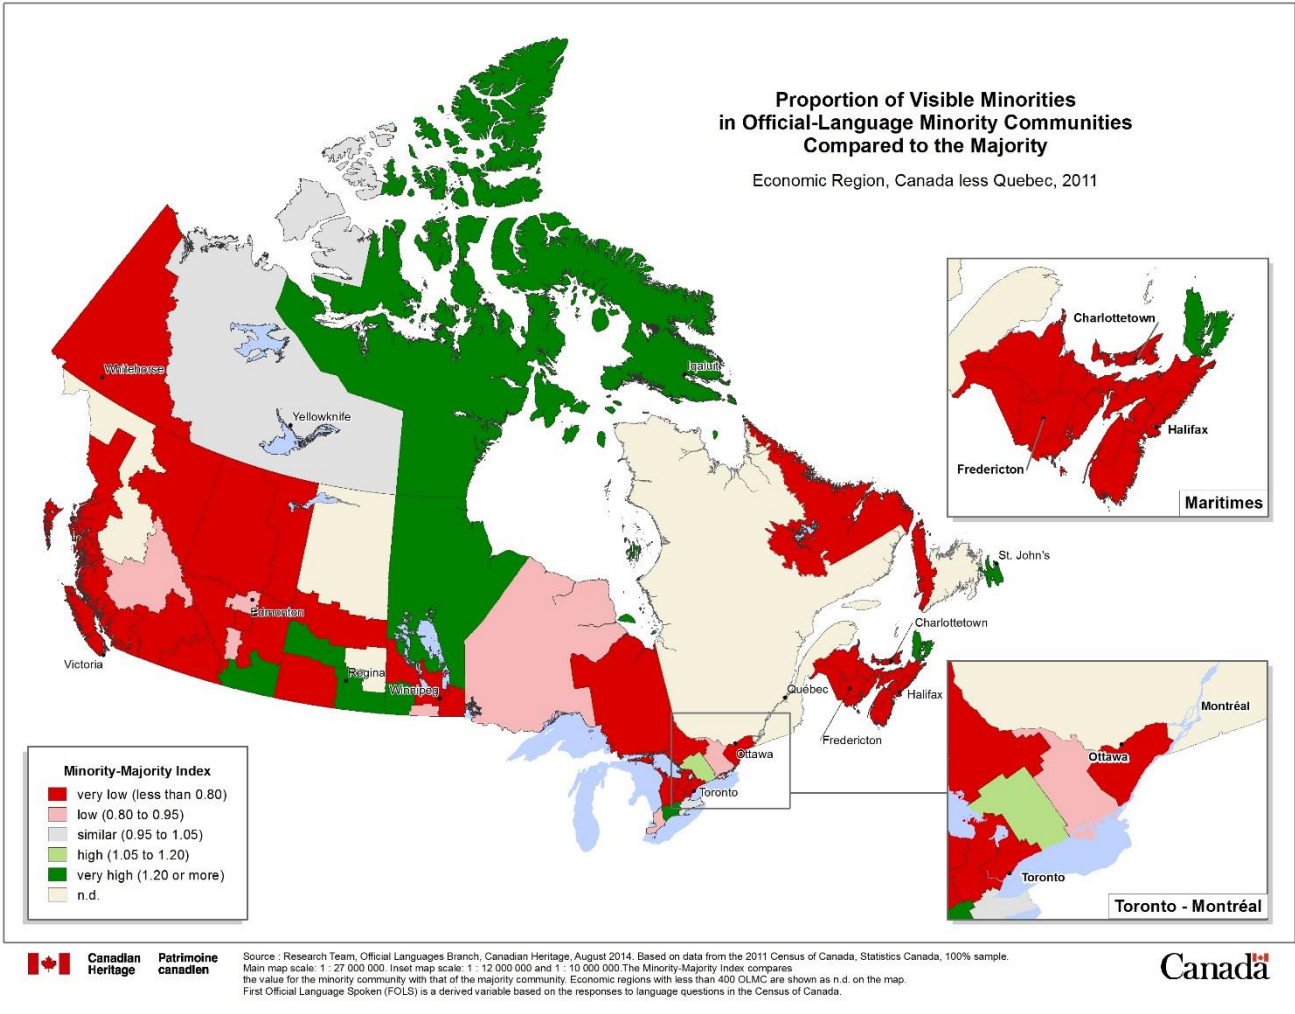 Proportion of Visible Minorities
in Official-Language Minority Communities
Compared to the Majority
Economic Region, Canada less Quebec, 2011
Whitehorse
Yellowknife
Iqaluit
Edmonton
Victoria
Regina
Winnipeg
St. John's
Charlottetown
Québec
Halifax
Fredericton
Ottawa
Toronto
Charlottetown
Halifax
Fredericton
Maritimes
Montréal
Ottawa
Toronto
Toronto - Montréal
Minority-Majority Index
very low (less than 0.80)
low (0.80 to 0.95)
similar (0.95 to 1.05)
high (1.05 to 1.20)
very high (1.20 or more)
n.d.
Canadian Heritage
Patrimoine canadien
Source : Research Team, Official Languages Branch, Canadian Heritage, August 2014. Based on data from the 2011 Census of Canada, Statistics Canada, 100% sample.
Main map scale: 1 : 27 000 000. Inset map scale: 1 : 12 000 000 and 1 : 10 000 000.The Minority-Majority Index compares
the value for the minority community with that of the majority community. Economic regions with less than 400 OLMC are shown as n.d. on the map.
First Official Language Spoken (FOLS) is a derived variable based on the responses to language questions in the Census of Canada.
Canada